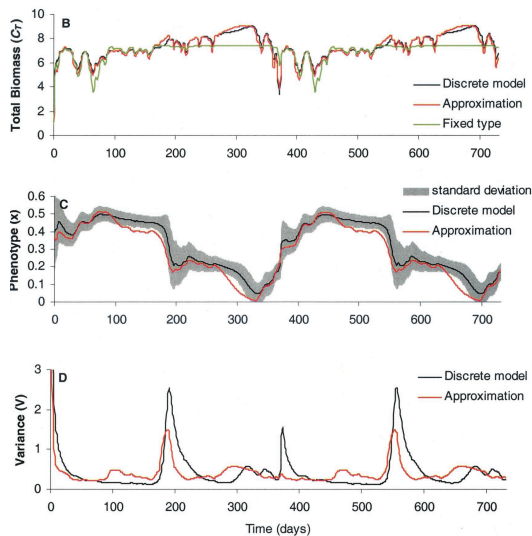 B
Total Biomass (C_T)
10
8
6
4
2
0
Discrete model
Approximation
Fixed type
0 100 200 300 400 500 600 700
C
Phenotype (x)
0.6
0.5
0.4
0.3
0.2
0.1
0
standard deviation
Discrete model
Approximation
0 100 200 300 400 500 600 700
D
Variance (V)
3
2
1
0
Discrete model
Approximation
0 100 200 300 400 500 600 700
Time (days)